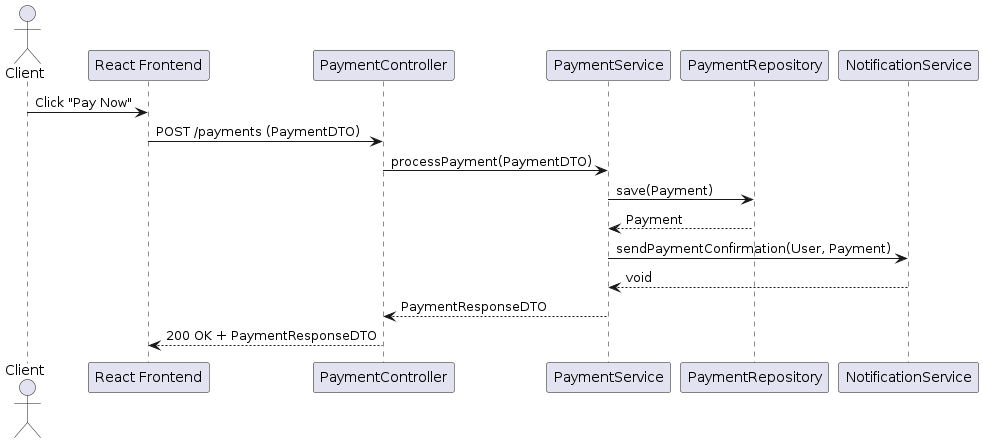 Client
React Frontend
PaymentController
PaymentService
PaymentRepository
NotificationService
Click "Pay Now"
POST /payments (PaymentDTO)
processPayment(PaymentDTO)
save(Payment)
Payment
sendPaymentConfirmation(User, Payment)
void
PaymentResponseDTO
200 OK + PaymentResponseDTO
Client
React Frontend
PaymentController
PaymentService
PaymentRepository
NotificationService